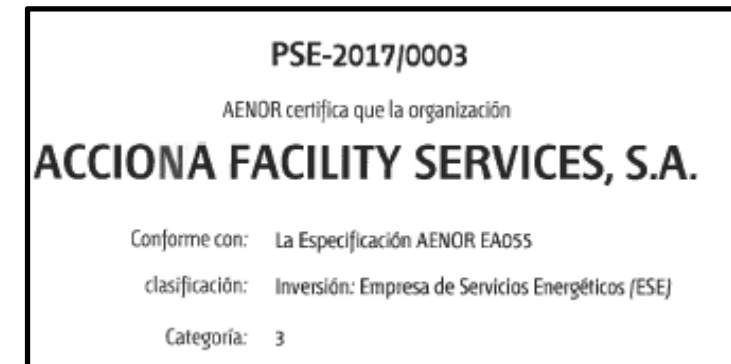 PSE-2017/0003
AENOR certifica que la organización
ACCIONA FACILITY SERVICES, S.A.
Conforme con: La Especificación AENOR EA055
clasificación: Inversión: Empresa de Servicios Energéticos (ESE)
Categoría: 3